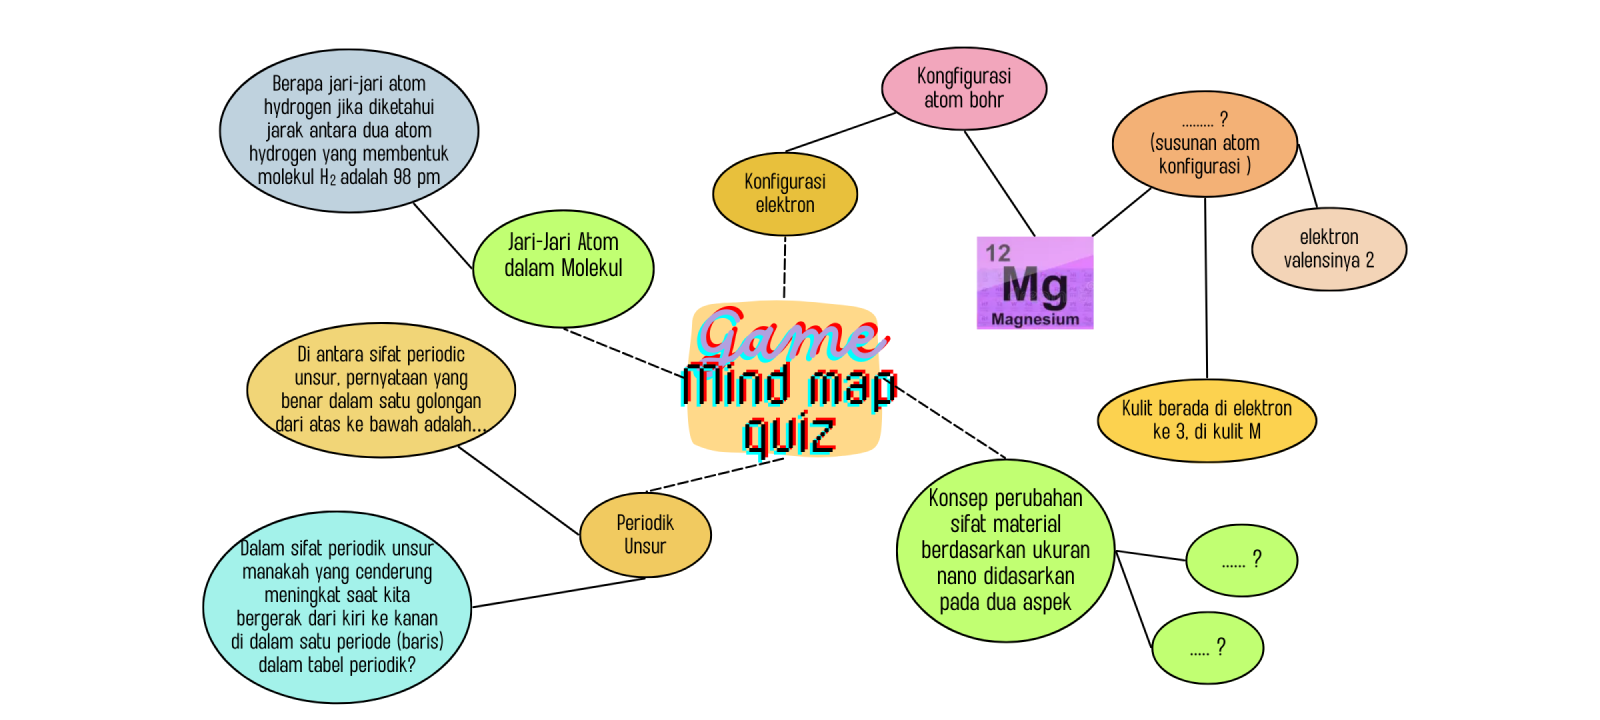 Berapa jari-jari atom
hydrogen jika diketahui
jarak antara dua atom
hydrogen yang membentuk
molekul H₂ adalah 98 pm
Jari-Jari Atom
dalam Molekul
Di antara sifat periodic
unsur, pernyataan yang
benar dalam satu golongan
dari atas ke bawah adalah...
Dalam sifat periodik unsur
manakah yang cenderung
meningkat saat kita
bergerak dari kiri ke kanan
di dalam satu periode (baris)
dalam tabel periodik?
Periodik
Unsur
Game
Mind map
quiz
Konfigurasi
elektron
Kongfigurasi
atom bohr
12
Mg
Magnesium
......... ?
(susunan atom
konfigurasi )
elektron
valensinya 2
Kulit berada di elektron
ke 3, di kulit M
Konsep perubahan
sifat material
berdasarkan ukuran
nano didasarkan
pada dua aspek
...... ?
..... ?